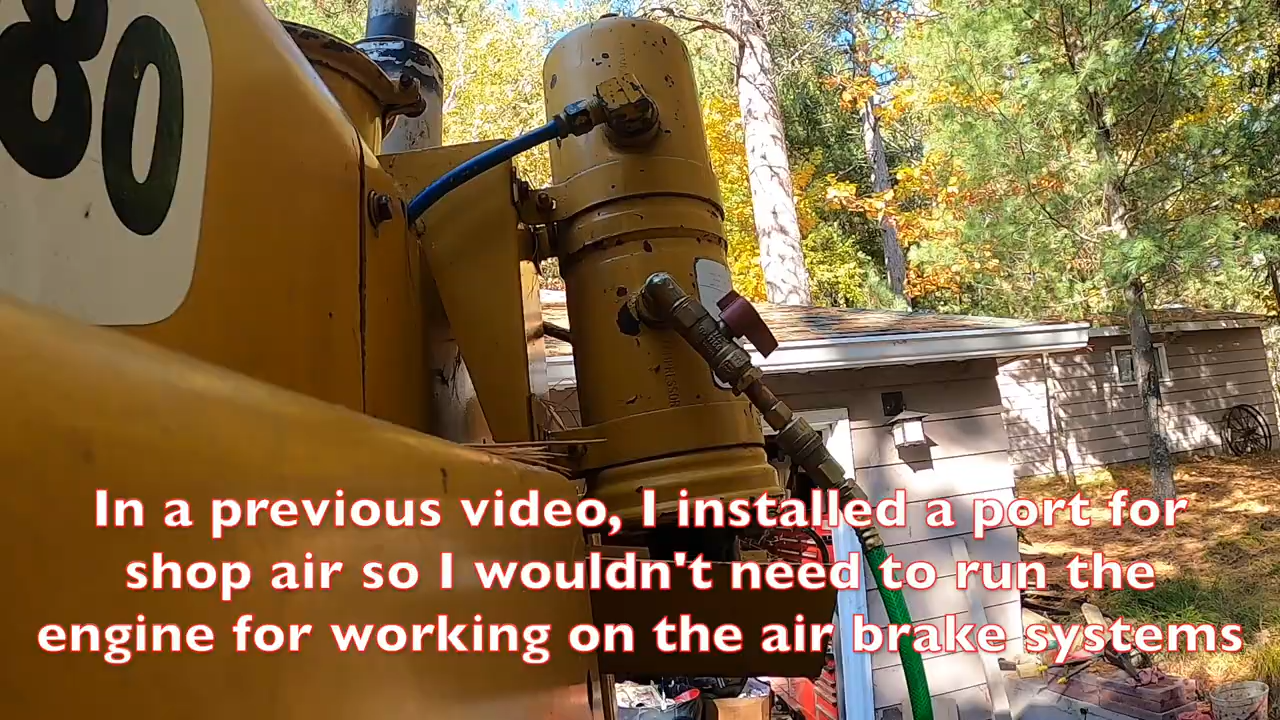 80
In a previous video, I installed a port for
shop air so I wouldn't need to run the
engine for working on the air brake systems